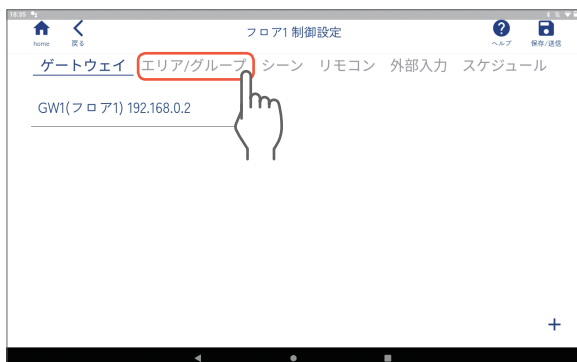 18:35
フロア1 制御設定
home 戻る ヘルプ 保存/送信
ゲートウェイ エリア/グループ シーン リモコン 外部入力 スケジュール
GW1(フロア1) 192.168.0.2